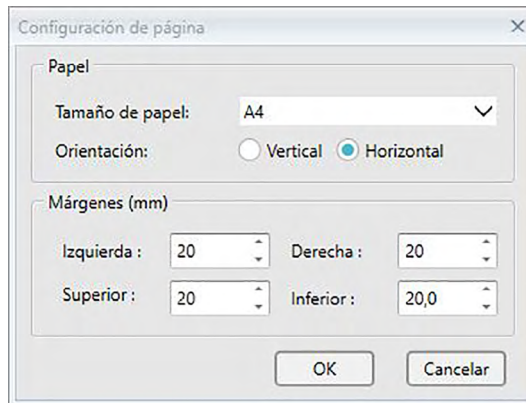 Configuración de página
Papel
Tamaño de papel: A4
Orientación: Vertical Horizontal
Márgenes (mm)
Izquierda : 20 Derecha : 20
Superior : 20 Inferior : 20,0
OK Cancelar